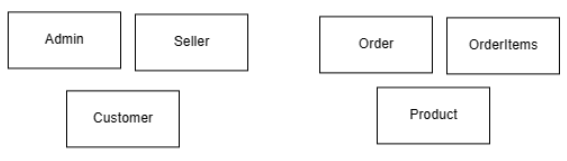 Admin
Seller
Order
OrderItems
Customer
Product